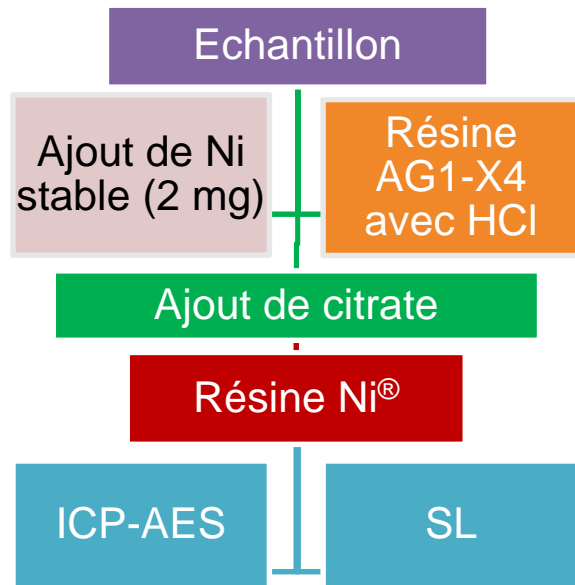 Echantillon
Ajout de Ni
stable (2 mg)
Résine
AG1-X4
avec HCl
Ajout de citrate
Résine Ni®
ICP-AES
SL